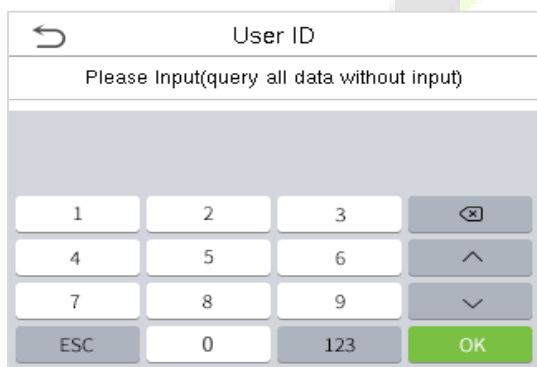 User ID
Please Input(query all data without input)
1 2 3
4 5 6
7 8 9
ESC 0 123 OK